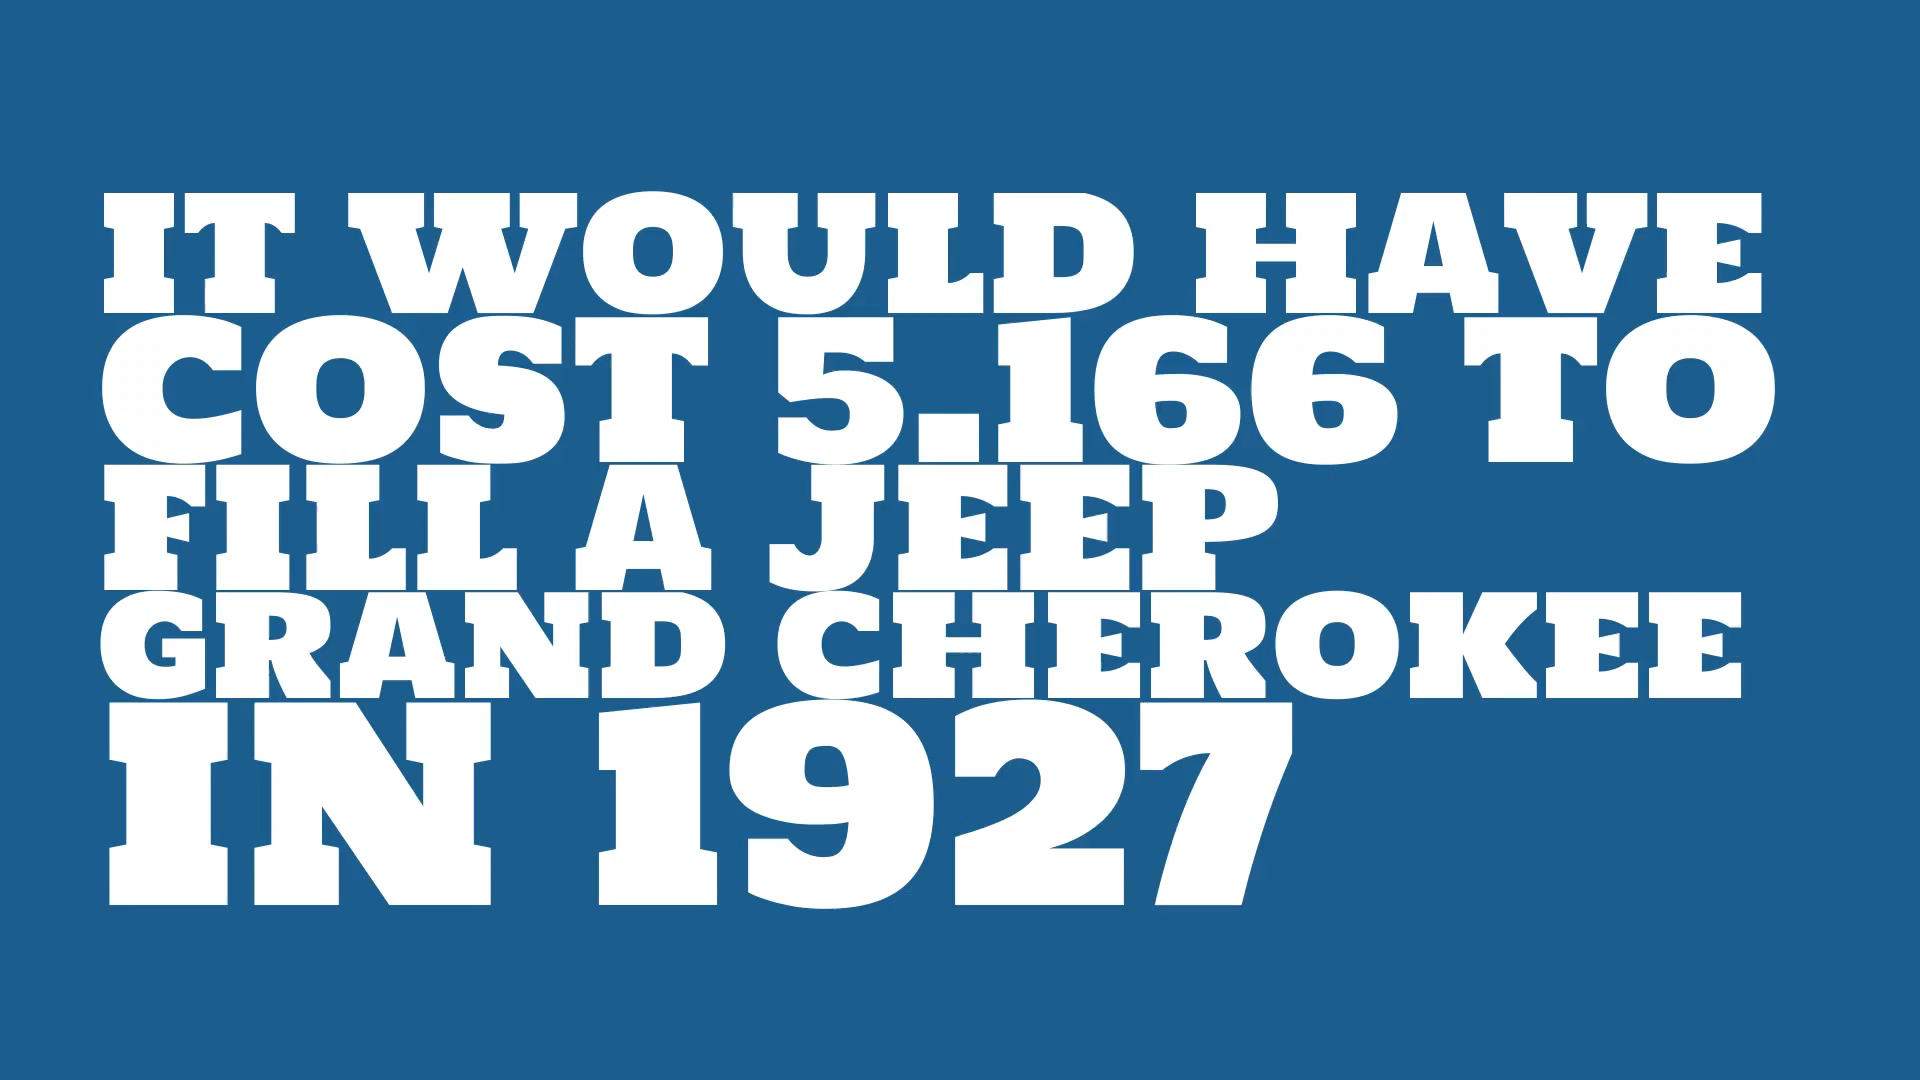 IT WOULD HAVE
COST 5.166 TO
FILL A JEEP
GRAND CHEROKEE
IN 1927